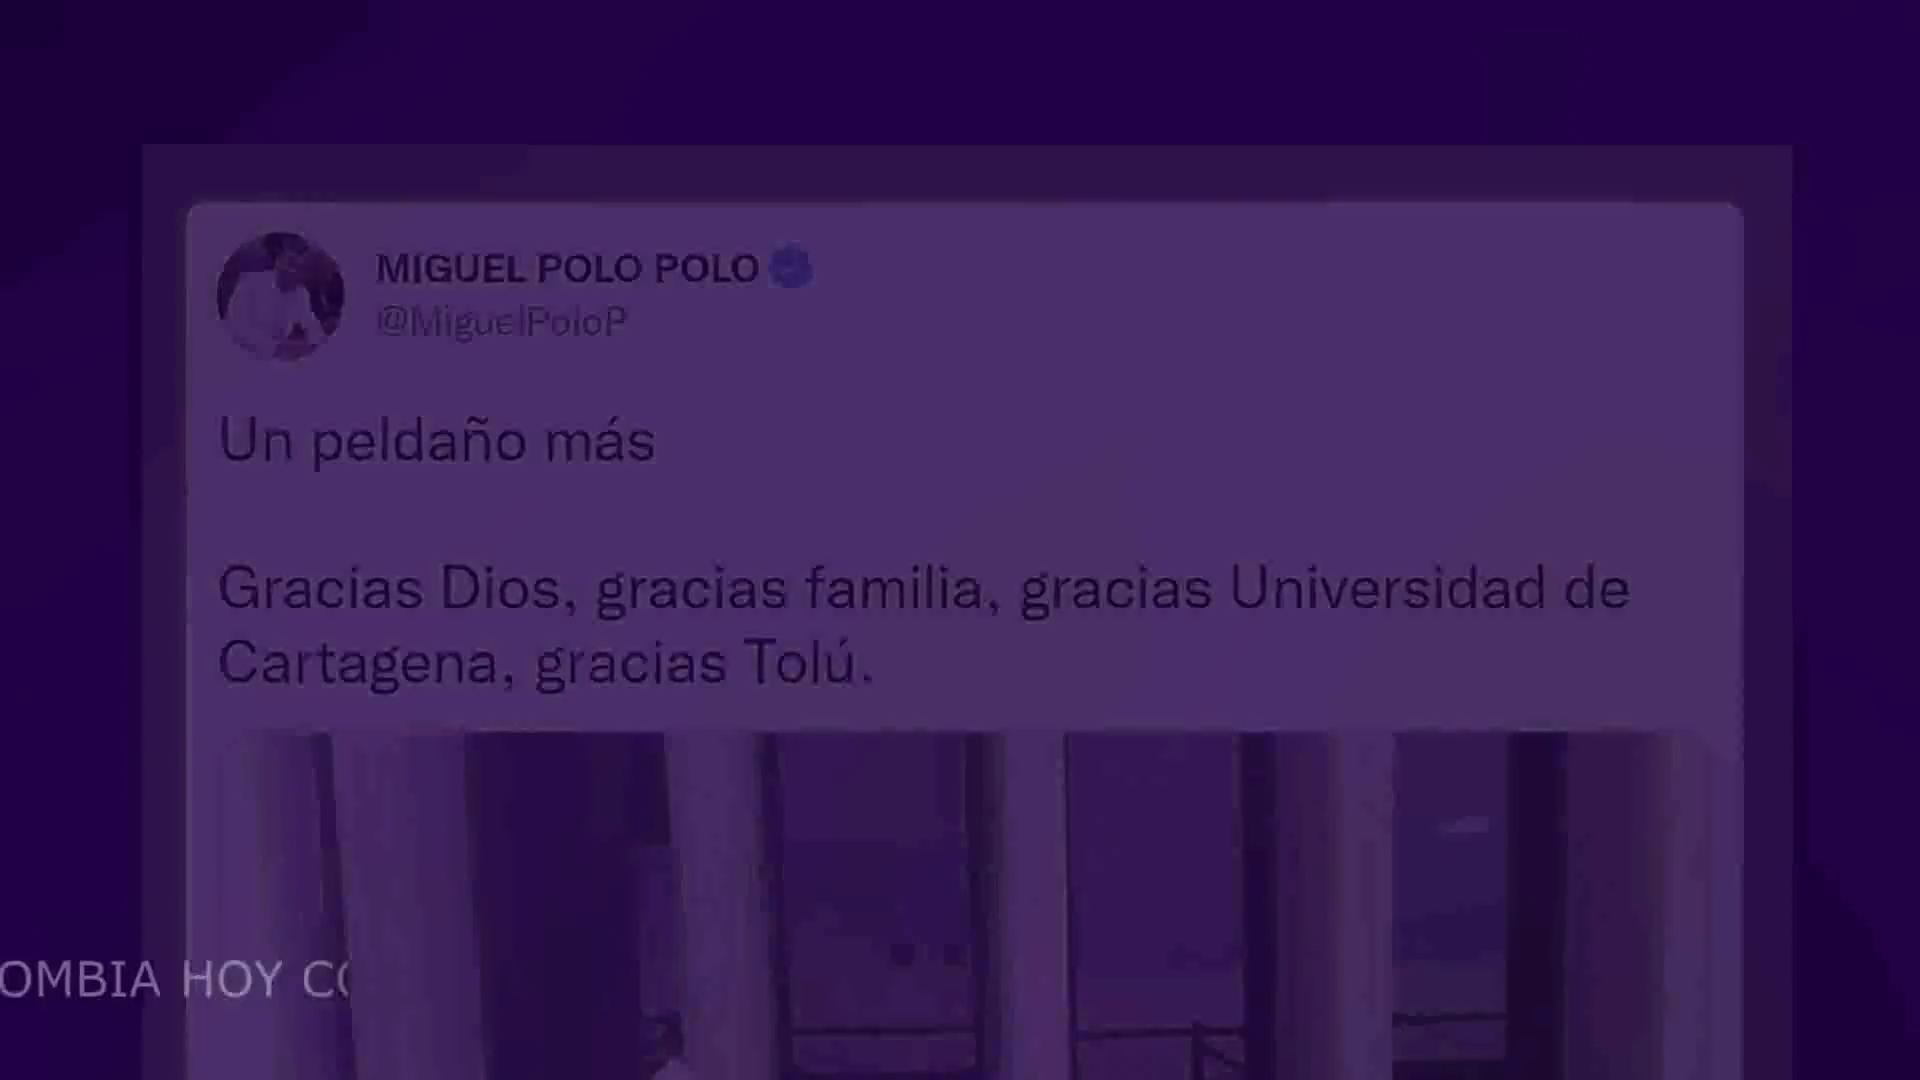 MIGUEL POLO POLO
@MiguelPoloP
Un peldaño más
Gracias Dios, gracias familia, gracias Universidad de
Cartagena, gracias Tolú.
OMBIA HOY CO